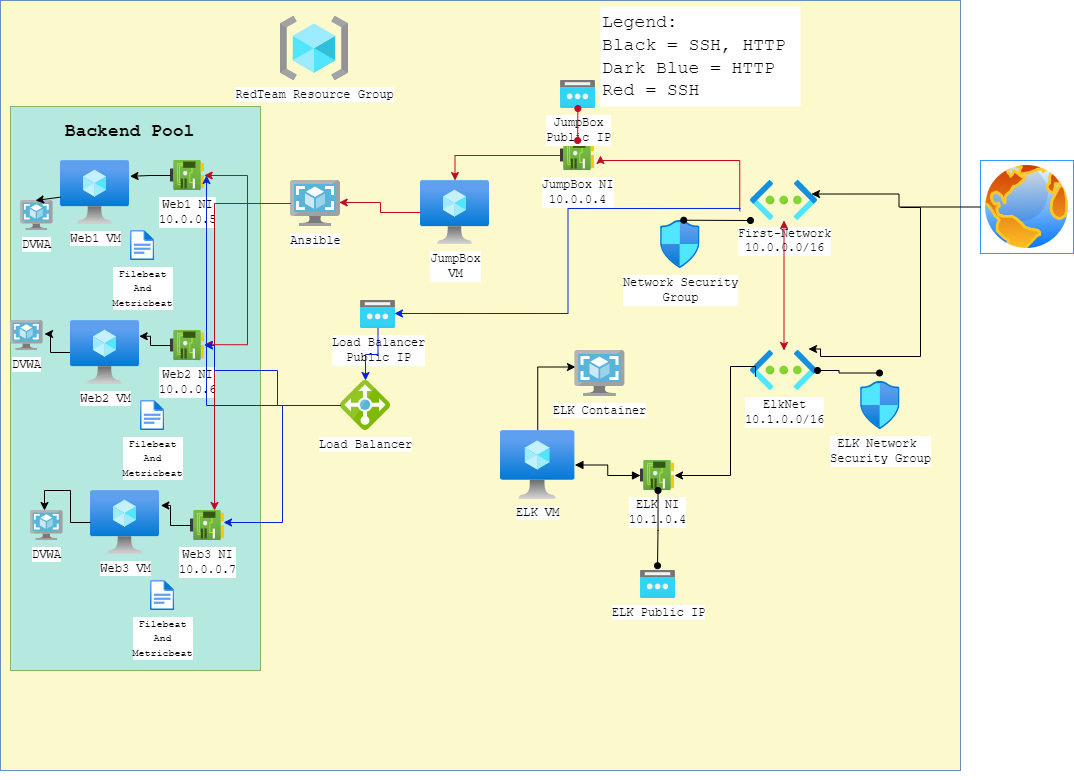 Legend:
Black = SSH, HTTP
Dark Blue = HTTP
Red = SSH
RedTeam Resource Group
Backend Pool
JumpBox
Public IP
JumpBox NI
10.0.0.4
Web1 NI
10.0.0.5
Web1 VM
DVWA
Filebeat
And
Metricbeat
Ansible
JumpBox
VM
First-Network
10.0.0.0/16
Network Security
Group
Load Balancer
Public IP
Web2 NI
10.0.0.6
Web2 VM
DVWA
Filebeat
And
Metricbeat
Load Balancer
ELK Container
ElkNet
10.1.0.0/16
ELK Network
Security Group
ELK VM
ELK NI
10.1.0.4
ELK Public IP
Web3 NI
10.0.0.7
Web3 VM
DVWA
Filebeat
And
Metricbeat